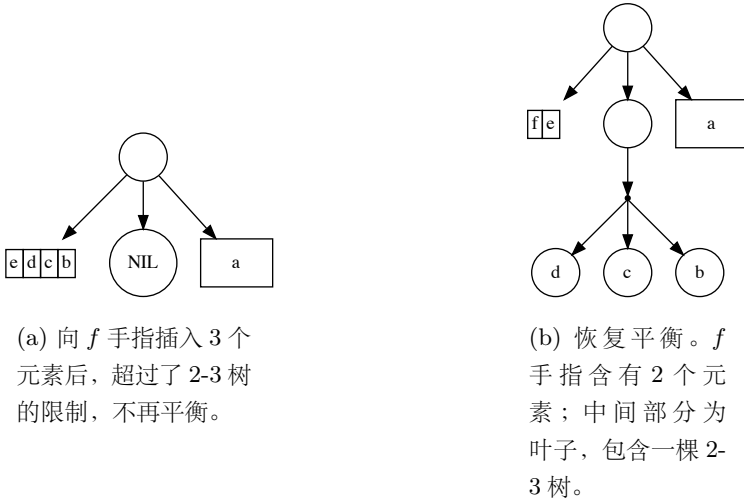 e d c b
NIL
a
(a) 向 f 手指插入 3 个
元素后，超过了 2-3 树
的限制，不再平衡。
f e
a
d
c
b
(b) 恢复平衡。f
手指含有 2 个元
素；中间部分为
叶子，包含一棵 2-
3 树。